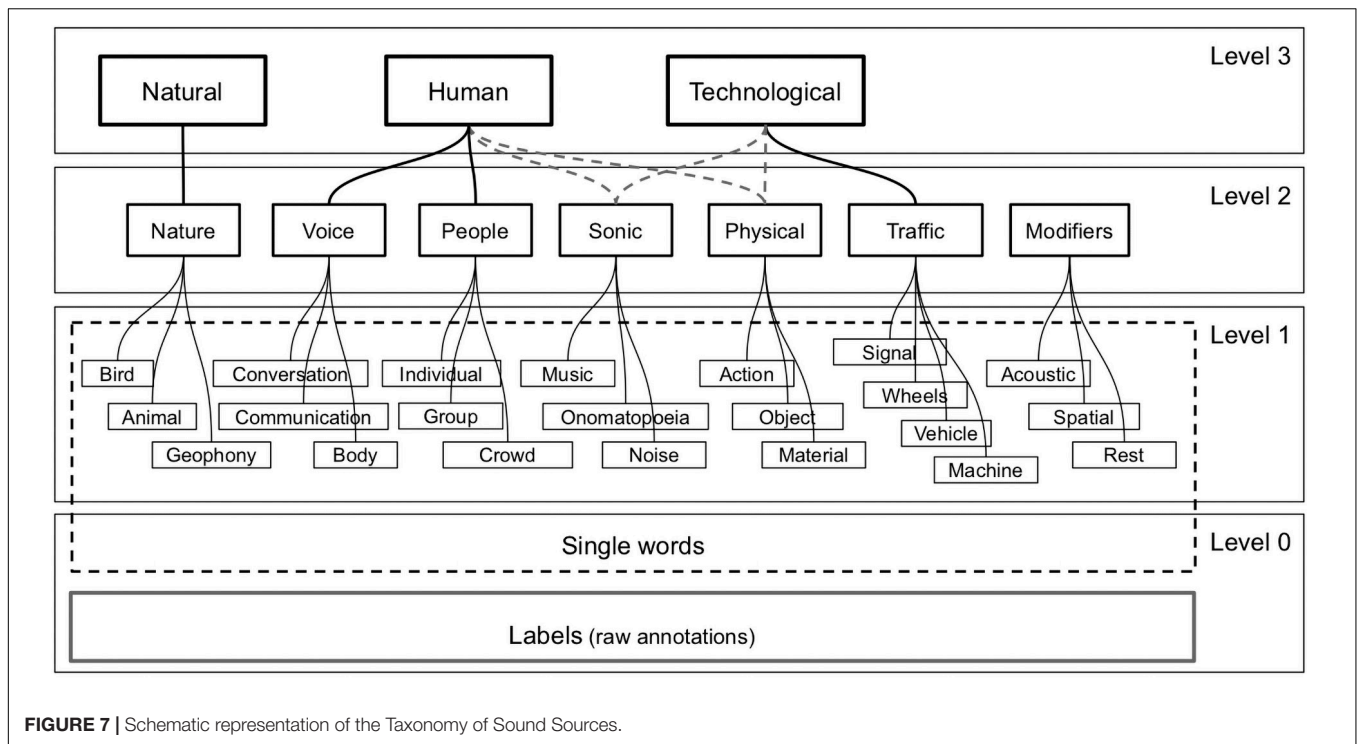 Level 3
Natural
Human
Technological
Level 2
Nature
Voice
People
Sonic
Physical
Traffic
Modifiers
Level 1
Signal
Bird
Conversation
Individual
Music
Action
Acoustic
Wheels
Animal
Communication
Group
Onomatopoeia
Object
Spatial
Vehicle
Geophony
Body
Crowd
Noise
Material
Machine
Rest
Level 0
Single words
Labels (raw annotations)
FIGURE 7 | Schematic representation of the Taxonomy of Sound Sources.